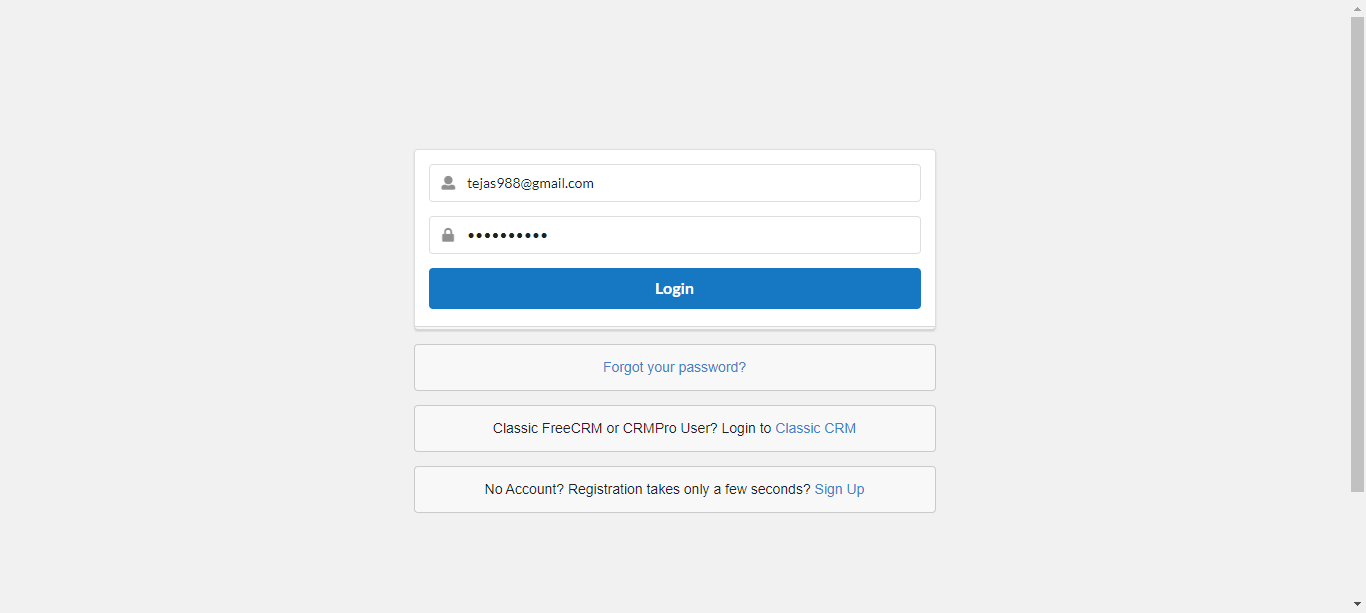 tejas988@gmail.com
••••••••••
Login
Forgot your password?
Classic FreeCRM or CRMPro User? Login to Classic CRM
No Account? Registration takes only a few seconds? Sign Up